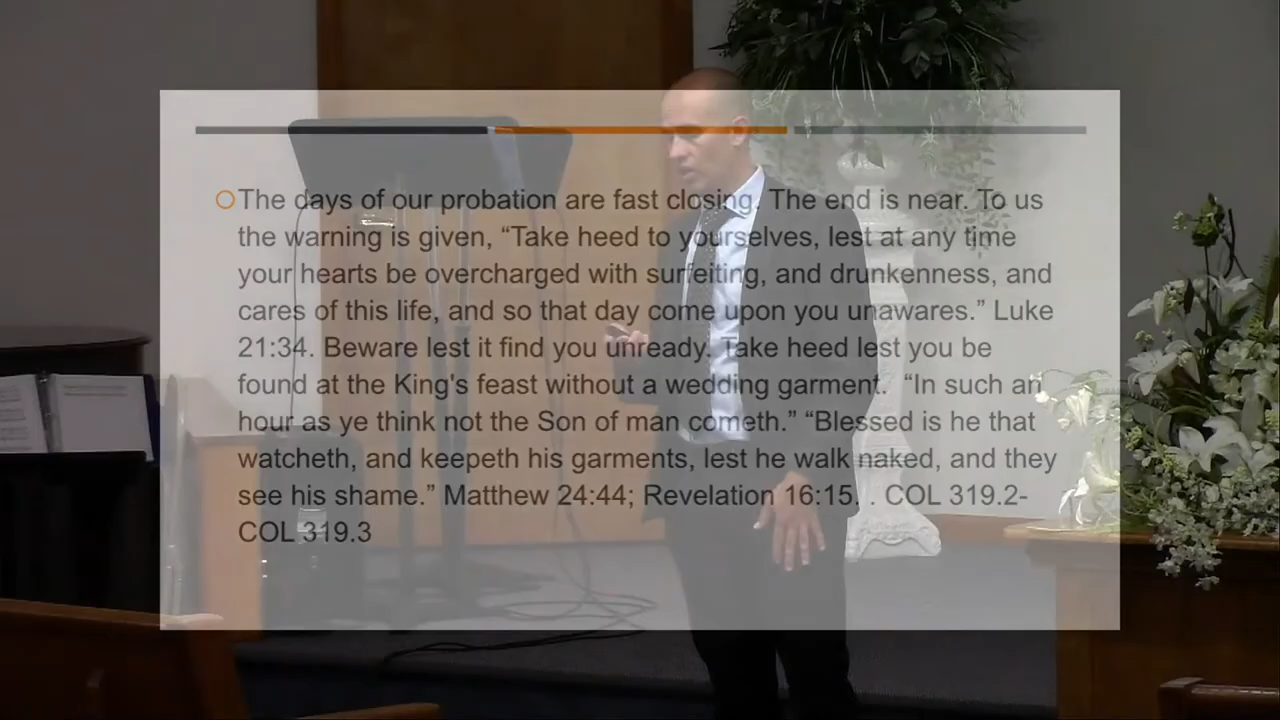 The days of our probation are fast closing. The end is near. To us
the warning is given, “Take heed to yourselves, lest at any time
your hearts be overcharged with surfeiting, and drunkenness, and
cares of this life, and so that day come upon you unawares.” Luke
21:34. Beware lest it find you unready. Take heed lest you be
found at the King's feast without a wedding garment.  “In such an
hour as ye think not the Son of man cometh.” “Blessed is he that
watcheth, and keepeth his garments, lest he walk naked, and they
see his shame.” Matthew 24:44; Revelation 16:15. . COL 319.2-
COL 319.3